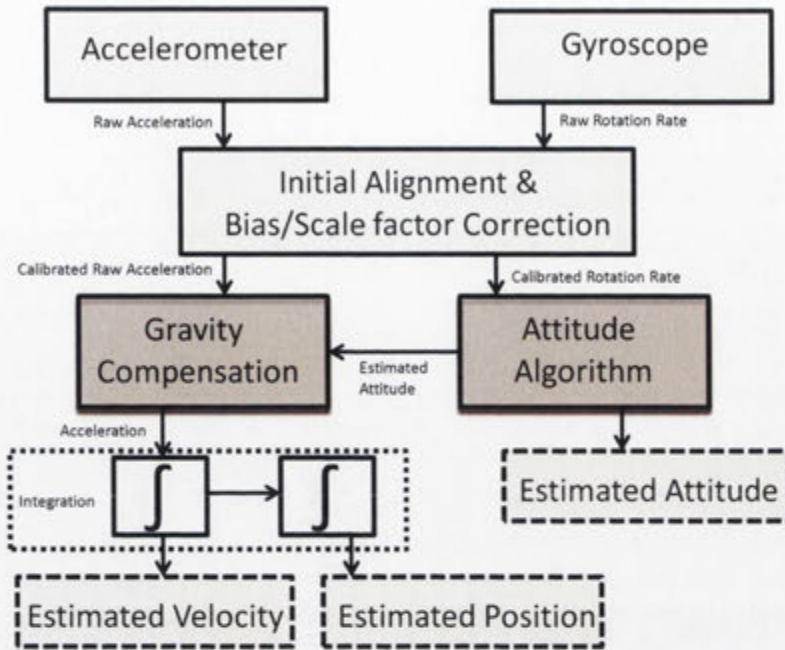 Accelerometer
Gyroscope
Raw Acceleration
Raw Rotation Rate
Initial Alignment &
Bias/Scale factor Correction
Calibrated Raw Acceleration
Calibrated Rotation Rate
Gravity
Compensation
Attitude
Algorithm
Estimated
Attitude
Acceleration
Integration
∫
∫
Estimated Attitude
Estimated Velocity
Estimated Position